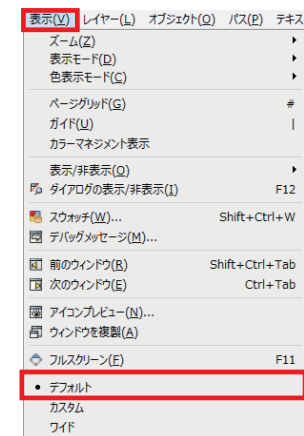 表示(V) レイヤー(L) オブジェクト(O) パス(P) テキス
ズーム(Z)
表示モード(D)
色表示モード(C)
ページグリッド(G) #
ガイド(U) |
カラーマネジメント表示
表示/非表示(O)
ダイアログの表示/非表示(I) F12
スウォッチ(W)... Shift+Ctrl+W
デバッグメッセージ(M)...
前のウィンドウ(R) Shift+Ctrl+Tab
次のウィンドウ(E) Ctrl+Tab
アイコンプレビュー(N)...
ウィンドウを複製(A)
フルスクリーン(F) F11
デフォルト
カスタム
ワイド